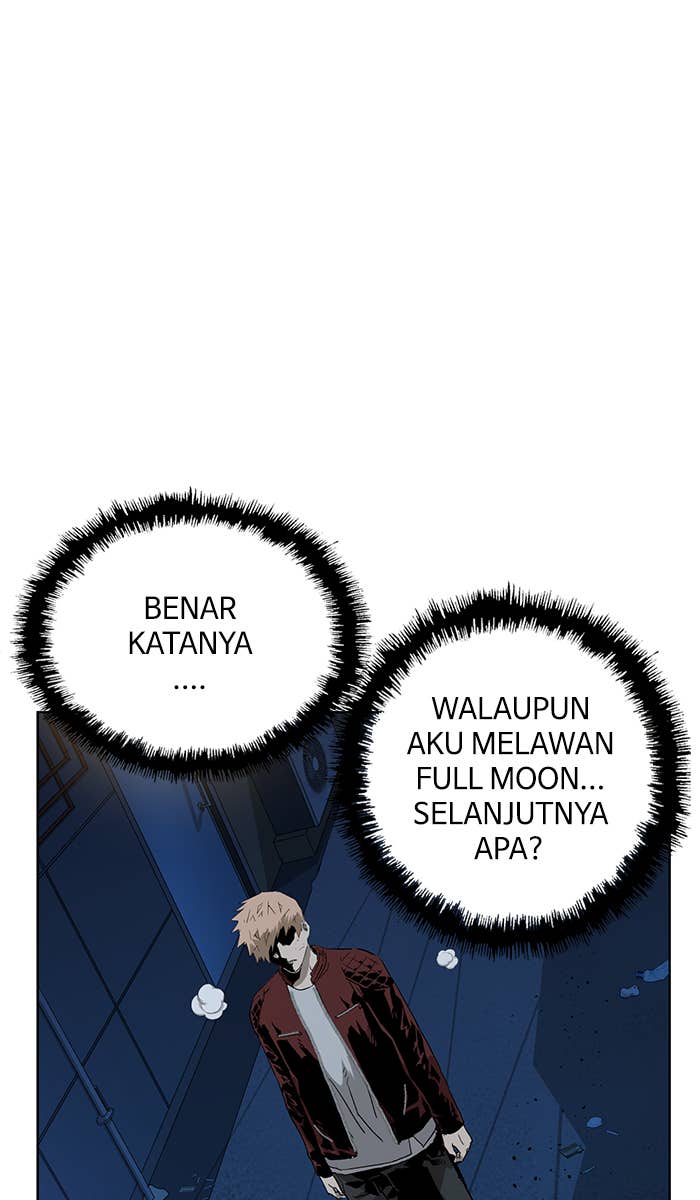 BENAR
KATANYA
....
WALAUPUN
AKU MELAWAN
FULL MOON...
SELANJUTNYA
APA?